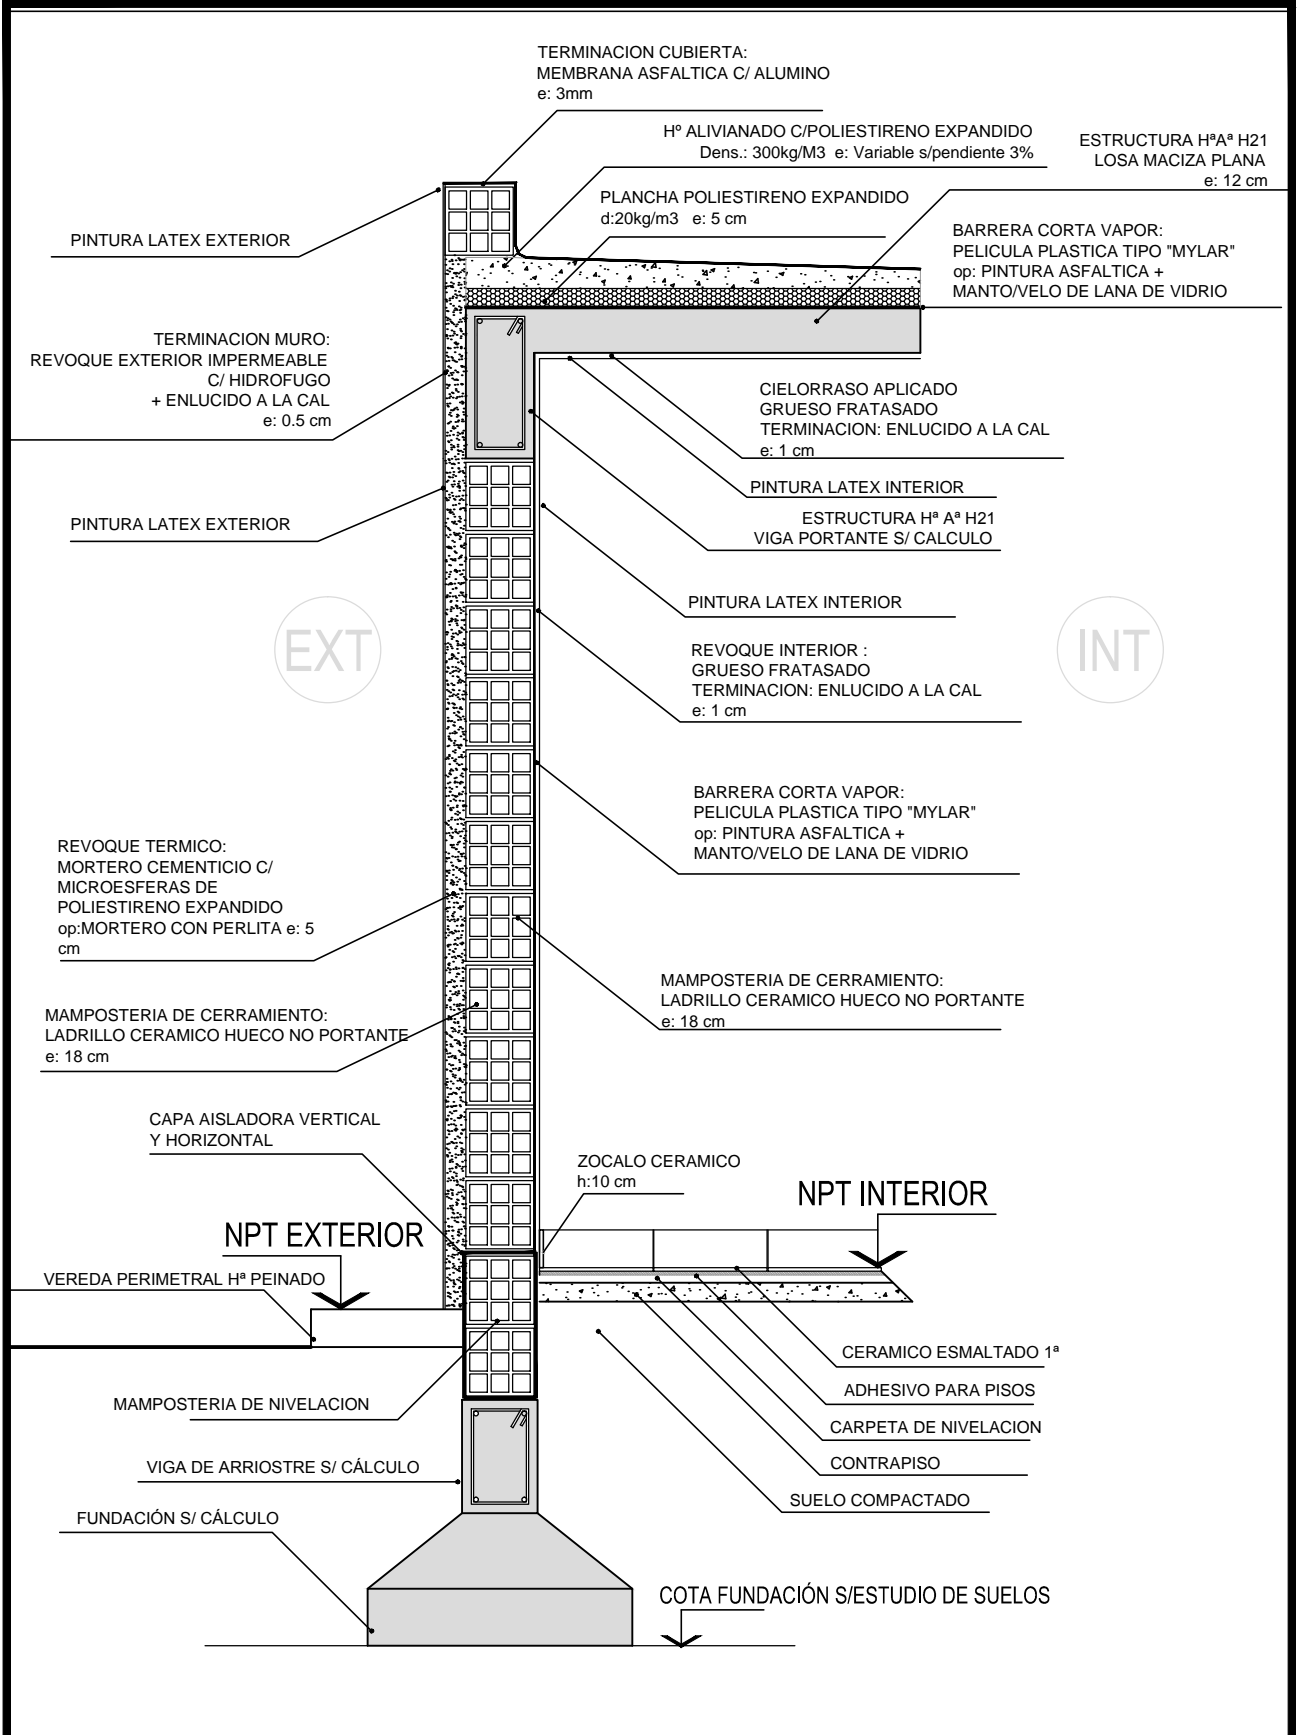 TERMINACION CUBIERTA:
MEMBRANA ASFALTICA C/ ALUMINO
e: 3mm
Hº ALIVIANADO C/POLIESTIRENO EXPANDIDO
Dens.: 300kg/M3 e: Variable s/pendiente 3%
ESTRUCTURA HªAª H21
LOSA MACIZA PLANA
e: 12 cm
PLANCHA POLIESTIRENO EXPANDIDO
d:20kg/m3 e: 5 cm
PINTURA LATEX EXTERIOR
BARRERA CORTA VAPOR:
PELICULA PLASTICA TIPO "MYLAR"
op: PINTURA ASFALTICA +
MANTO/VELO DE LANA DE VIDRIO
TERMINACION MURO:
REVOQUE EXTERIOR IMPERMEABLE
C/ HIDROFUGO
+ ENLUCIDO A LA CAL
e: 0.5 cm
CIELORRASO APLICADO
GRUESO FRATASADO
TERMINACION: ENLUCIDO A LA CAL
e: 1 cm
PINTURA LATEX INTERIOR
PINTURA LATEX EXTERIOR
ESTRUCTURA Hª Aª H21
VIGA PORTANTE S/ CALCULO
PINTURA LATEX INTERIOR
EXT
INT
REVOQUE INTERIOR :
GRUESO FRATASADO
TERMINACION: ENLUCIDO A LA CAL
e: 1 cm
BARRERA CORTA VAPOR:
PELICULA PLASTICA TIPO "MYLAR"
op: PINTURA ASFALTICA +
MANTO/VELO DE LANA DE VIDRIO
REVOQUE TERMICO:
MORTERO CEMENTICIO C/
MICROESFERAS DE
POLIESTIRENO EXPANDIDO
op:MORTERO CON PERLITA e: 5
cm
MAMPOSTERIA DE CERRAMIENTO:
LADRILLO CERAMICO HUECO NO PORTANTE
e: 18 cm
MAMPOSTERIA DE CERRAMIENTO:
LADRILLO CERAMICO HUECO NO PORTANTE
e: 18 cm
CAPA AISLADORA VERTICAL
Y HORIZONTAL
ZOCALO CERAMICO
h:10 cm
NPT INTERIOR
NPT EXTERIOR
VEREDA PERIMETRAL Hª PEINADO
CERAMICO ESMALTADO 1ª
ADHESIVO PARA PISOS
MAMPOSTERIA DE NIVELACION
CARPETA DE NIVELACION
CONTRAPISO
VIGA DE ARRIOSTRE S/ CÁLCULO
SUELO COMPACTADO
FUNDACIÓN S/ CÁLCULO
COTA FUNDACIÓN S/ESTUDIO DE SUELOS